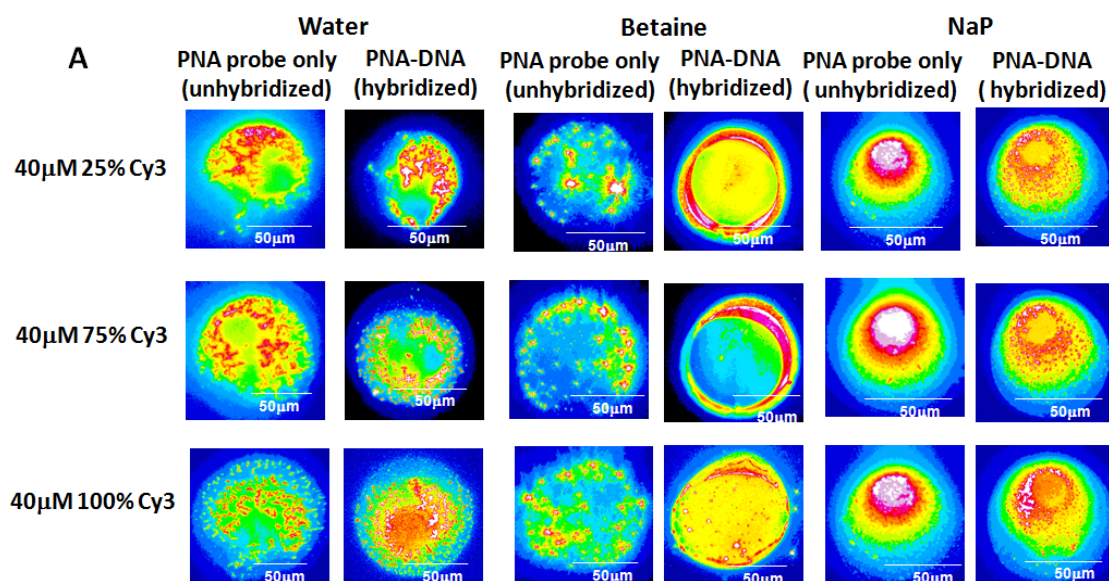 Water Betaine NaP
A
PNA probe only PNA-DNA PNA probe only PNA-DNA PNA probe only PNA-DNA
(unhybridized) (hybridized) (unhybridized) (hybridized) ( unhybridized) ( hybridized)
40μM 25% Cy3
50μm 50μm 50μm 50μm 50μm 50μm
40μM 75% Cy3
50μm 50μm 50μm 50μm 50μm 50μm
40μM 100% Cy3
50μm 50μm 50μm 50μm 50μm 50μm